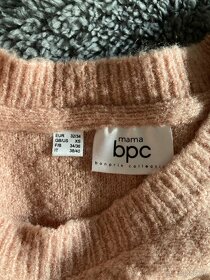 EUR 32/34
GB/US XS
F/B 34/36
IT 38/40
mama
bpc
bonprix collection